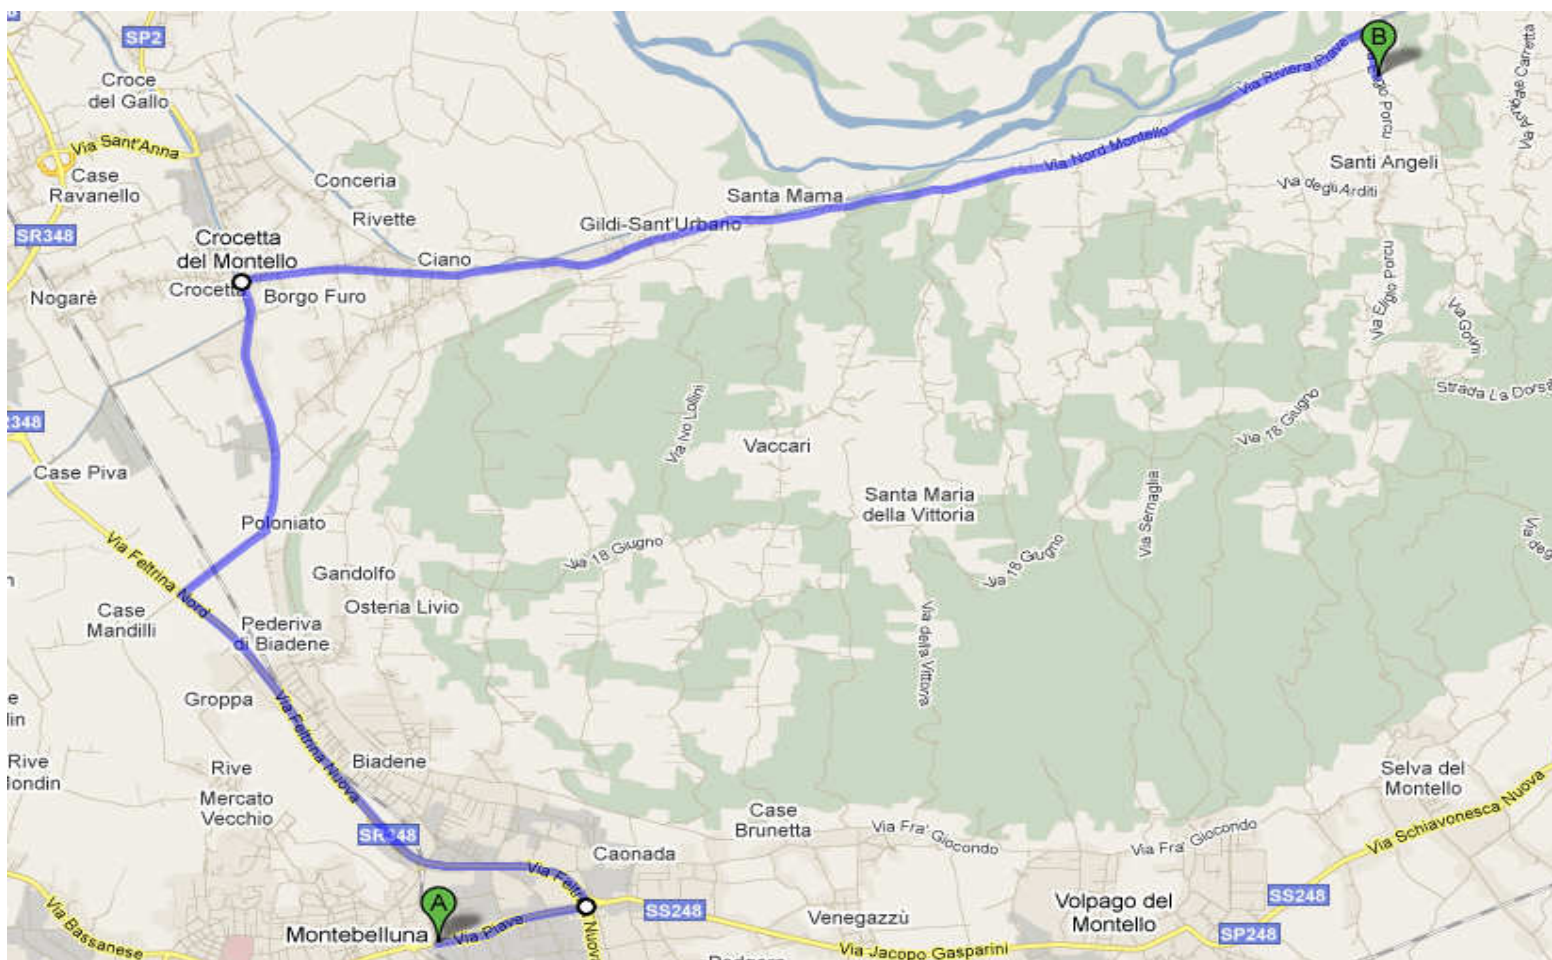 SP2
Croce
del Gallo
Via Sant'Anna
Case
Ravanello
SR348
Conceria
Rivette
Crocetta
del Montello
Crocetta
Borgo Furo
Nogarè
Ciano
Gildi-Sant'Urbano
Santa Mama
Via Nord Montello
Via Riviera Piave
B
Porcu
Santi Angeli
Via degli Arditi
Via Eligio Porcu
Strada La Dorsal
Via 18 Giugno
Via Ivo Lollini
Vaccari
Santa Maria
della Vittoria
Via Sernaglia
Via 18 Giugno
Via 18 Giugno
Via della Vittoria
R348
Case Piva
Poloniato
Via Feltrina Nord
Gandolfo
Osteria Livio
Case
Mandilli
Pederiva
di Biadene
Groppa
Via Feltrina Nuova
Biadene
Rive
Mercato
Vecchio
Rive
SR348
Case
Brunetta
Via Fra' Giocondo
Via Fra' Giocondo
Selva del
Montello
Via Schiavonesca Nuova
Caonada
Via Feltri
Nuova
A
Montebelluna
Via Piave
Via Bassanese
SS248
Venegazzù
Via Jacopo Gasparini
Volpago del
Montello
SS248
SP248